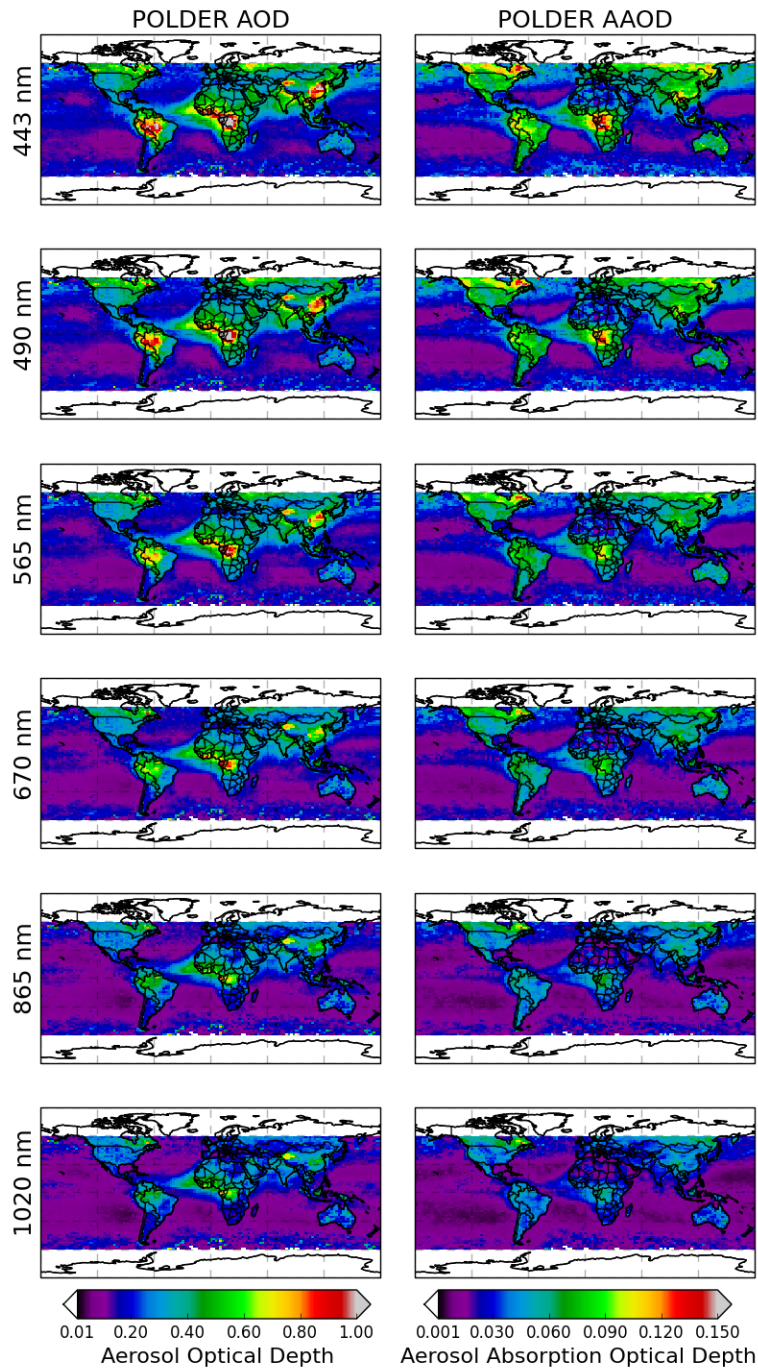 POLDER AOD
POLDER AAOD
443 nm
490 nm
565 nm
670 nm
865 nm
1020 nm
0.01 0.20 0.40 0.60 0.80 1.00
0.001 0.030 0.060 0.090 0.120 0.150
Aerosol Optical Depth
Aerosol Absorption Optical Depth